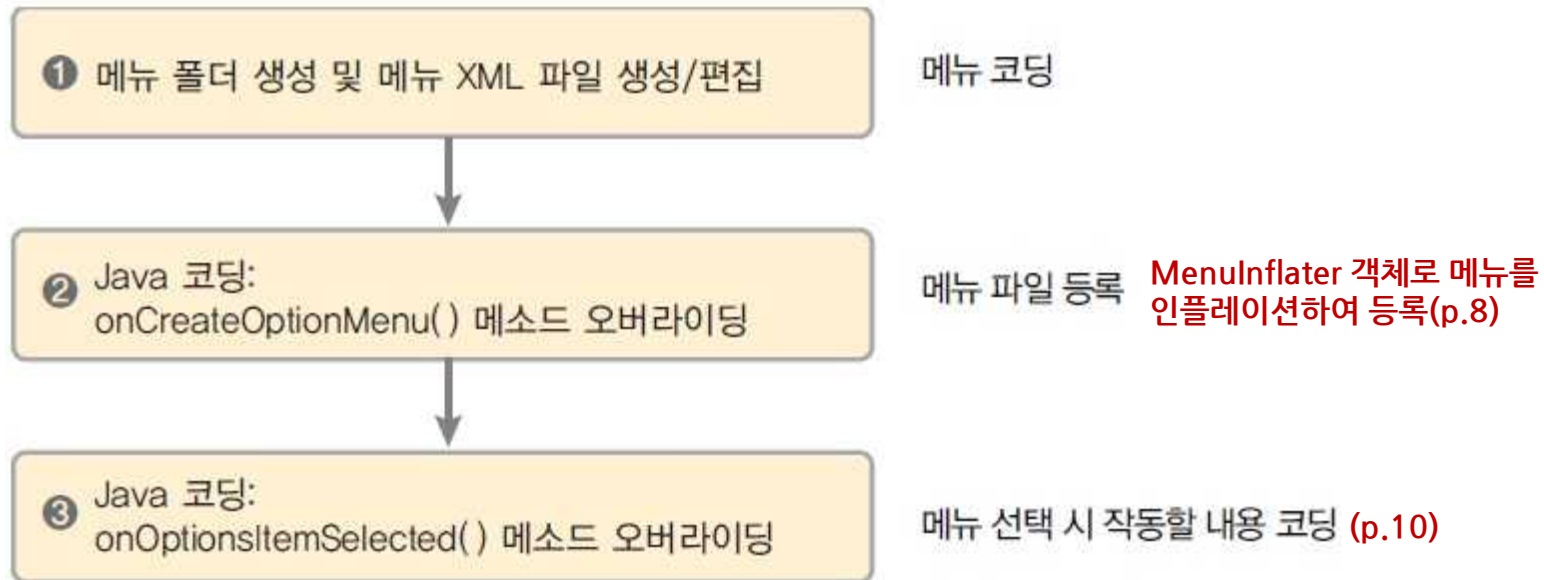 ❶ 메뉴 폴더 생성 및 메뉴 XML 파일 생성/편집
메뉴 코딩
❷ Java 코딩:
onCreateOptionMenu( ) 메소드 오버라이딩
메뉴 파일 등록
MenuInflater 객체로 메뉴를
인플레이션하여 등록(p.8)
❸ Java 코딩:
onOptionsItemSelected( ) 메소드 오버라이딩
메뉴 선택 시 작동할 내용 코딩 (p.10)